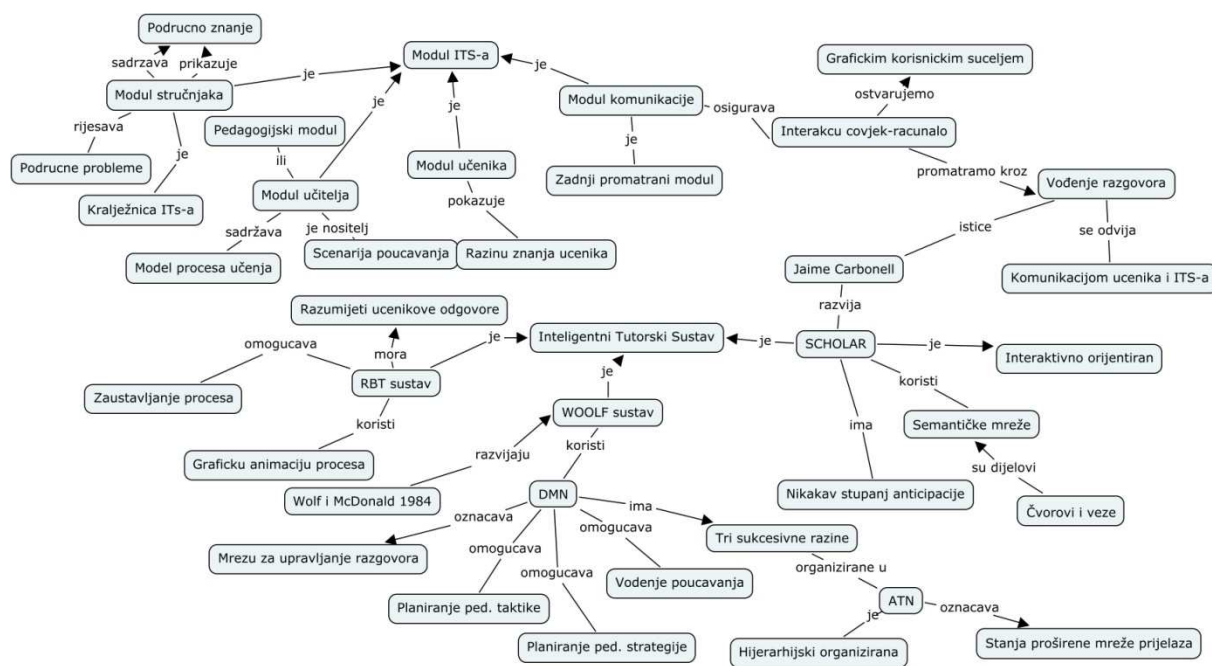 Podrucno znanje
sadrzava
prikazuje
Modul ITS-a
je
je
Grafickim korisnickim suceljem
ostvarujemo
Modul stručnjaka
je
Modul komunikacije
osigurava
Interakcu covjek-racunalo
rijesava
Pedagogijski modul
je
je
Podrucne probleme
je
ili
Modul učenika
Zadnji promatrani modul
promatramo kroz
Vođenje razgovora
Kralježnica ITs-a
Modul učitelja
pokazuje
istice
se odvija
sadržava
je nositelj
Model procesa učenja
Scenarija poucavanja
Razinu znanja ucenika
Jaime Carbonell
Komunikacijom ucenika i ITS-a
razvija
Razumijeti ucenikove odgovore
omogucava
mora
je
Inteligentni Tutorski Sustav
je
SCHOLAR
je
Interaktivno orijentiran
RBT sustav
je
koristi
Zaustavljanje procesa
koristi
WOOLF sustav
ima
Semantičke mreže
Graficku animaciju procesa
razvijaju
koristi
su dijelovi
Wolf i McDonald 1984
DMN
Nikakav stupanj anticipacije
Čvorovi i veze
oznacava
ima
Mrezu za upravljanje razgovora
omogucava
omogucava
omogucava
Tri sukcesivne razine
organizirane u
Vodenje poucavanja
ATN
oznacava
Planiranje ped. taktike
je
Planiranje ped. strategije
Hijerarhijski organizirana
Stanja proširene mreže prijelaza